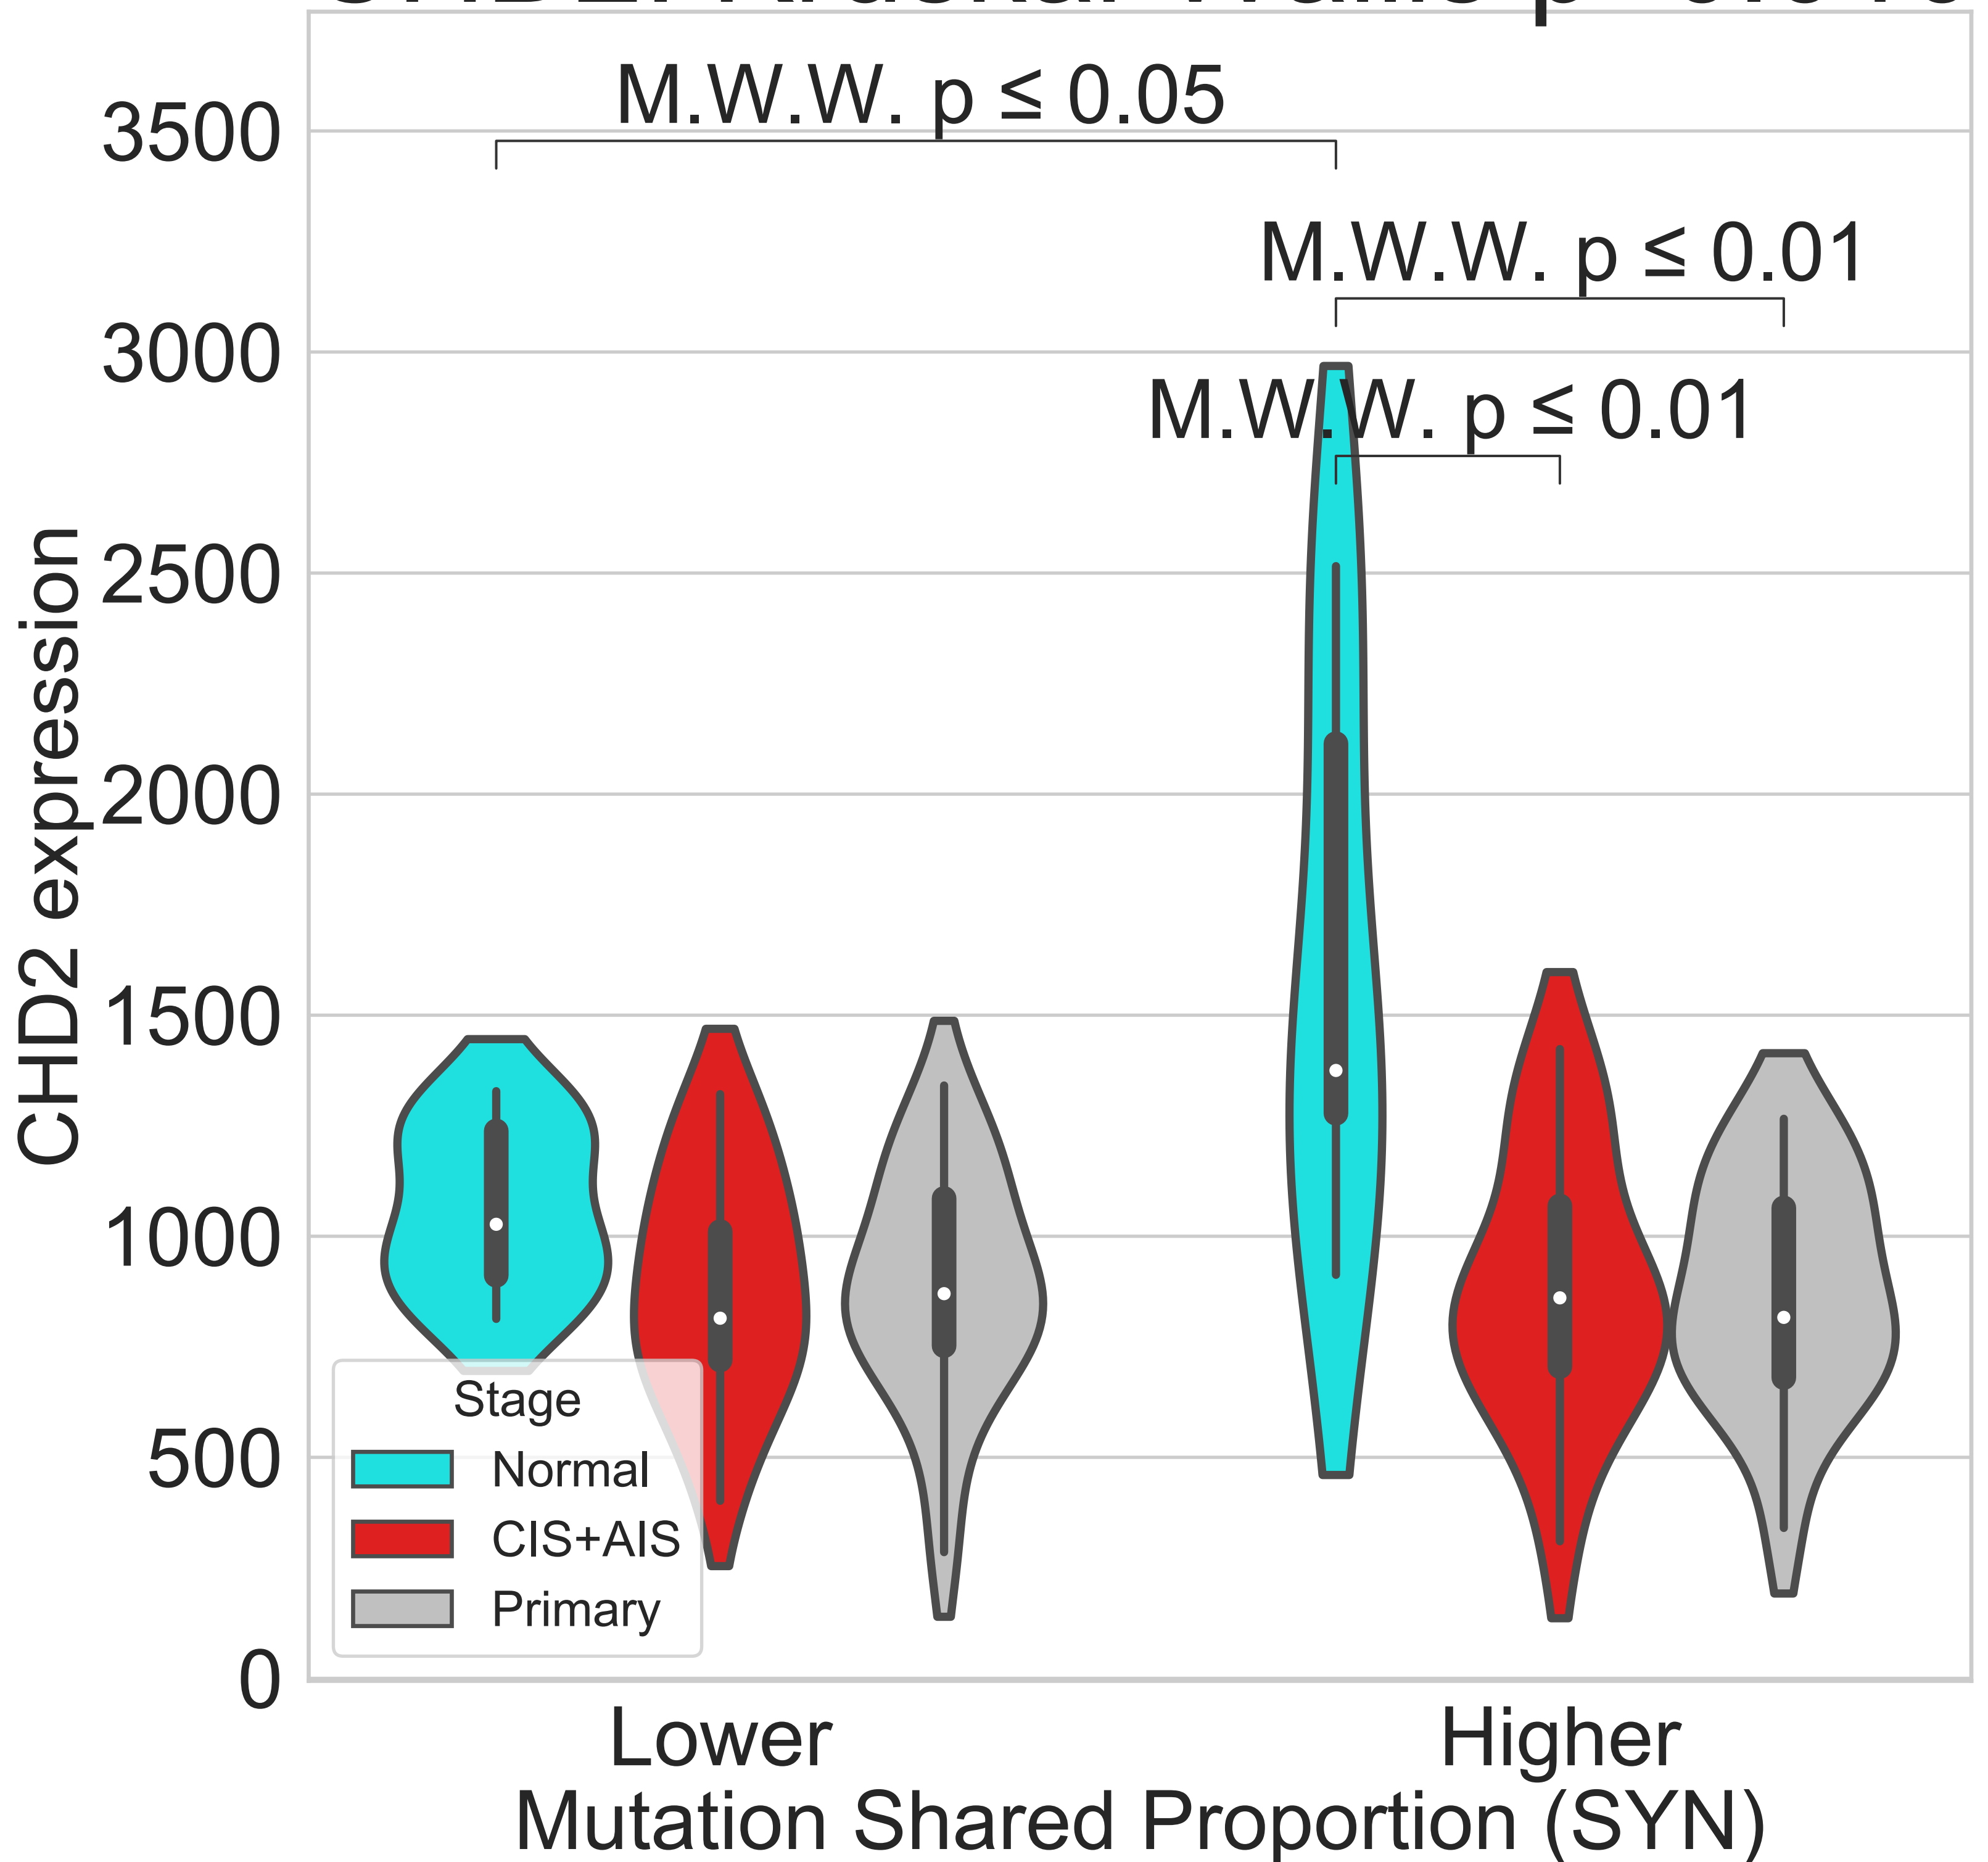 M.W.W. p ≤ 0.05
M.W.W. p ≤ 0.01
M.W.W. p ≤ 0.01
3500
3000
2500
2000
1500
1000
500
0
CHD2 expression
Stage
Normal
CIS+AIS
Primary
Lower
Higher
Mutation Shared Proportion (SYN)